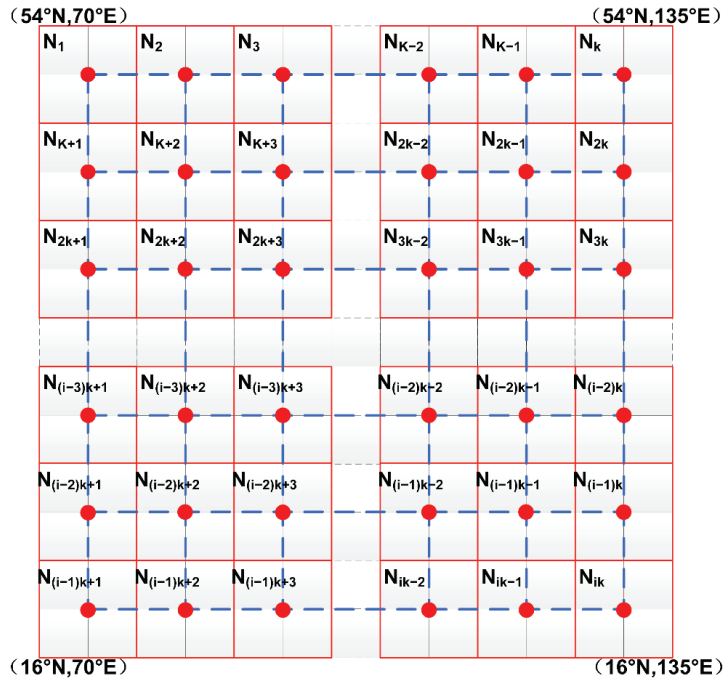 （54°N,70°E） （54°N,135°E）
N1 N2 N3 NK−2 NK−1 Nk
NK+1 NK+2 NK+3 N2k−2 N2k−1 N2k
N2k+1 N2k+2 N2k+3 N3k−2 N3k−1 N3k
N(i−3)k+1 N(i−3)k+2 N(i−3)k+3 N(i−2)k−2 N(i−2)k−1 N(i−2)k
N(i−2)k+1 N(i−2)k+2 N(i−2)k+3 N(i−1)k−2 N(i−1)k−1 N(i−1)k
N(i−1)k+1 N(i−1)k+2 N(i−1)k+3 Nik−2 Nik−1 Nik
（16°N,70°E） （16°N,135°E）